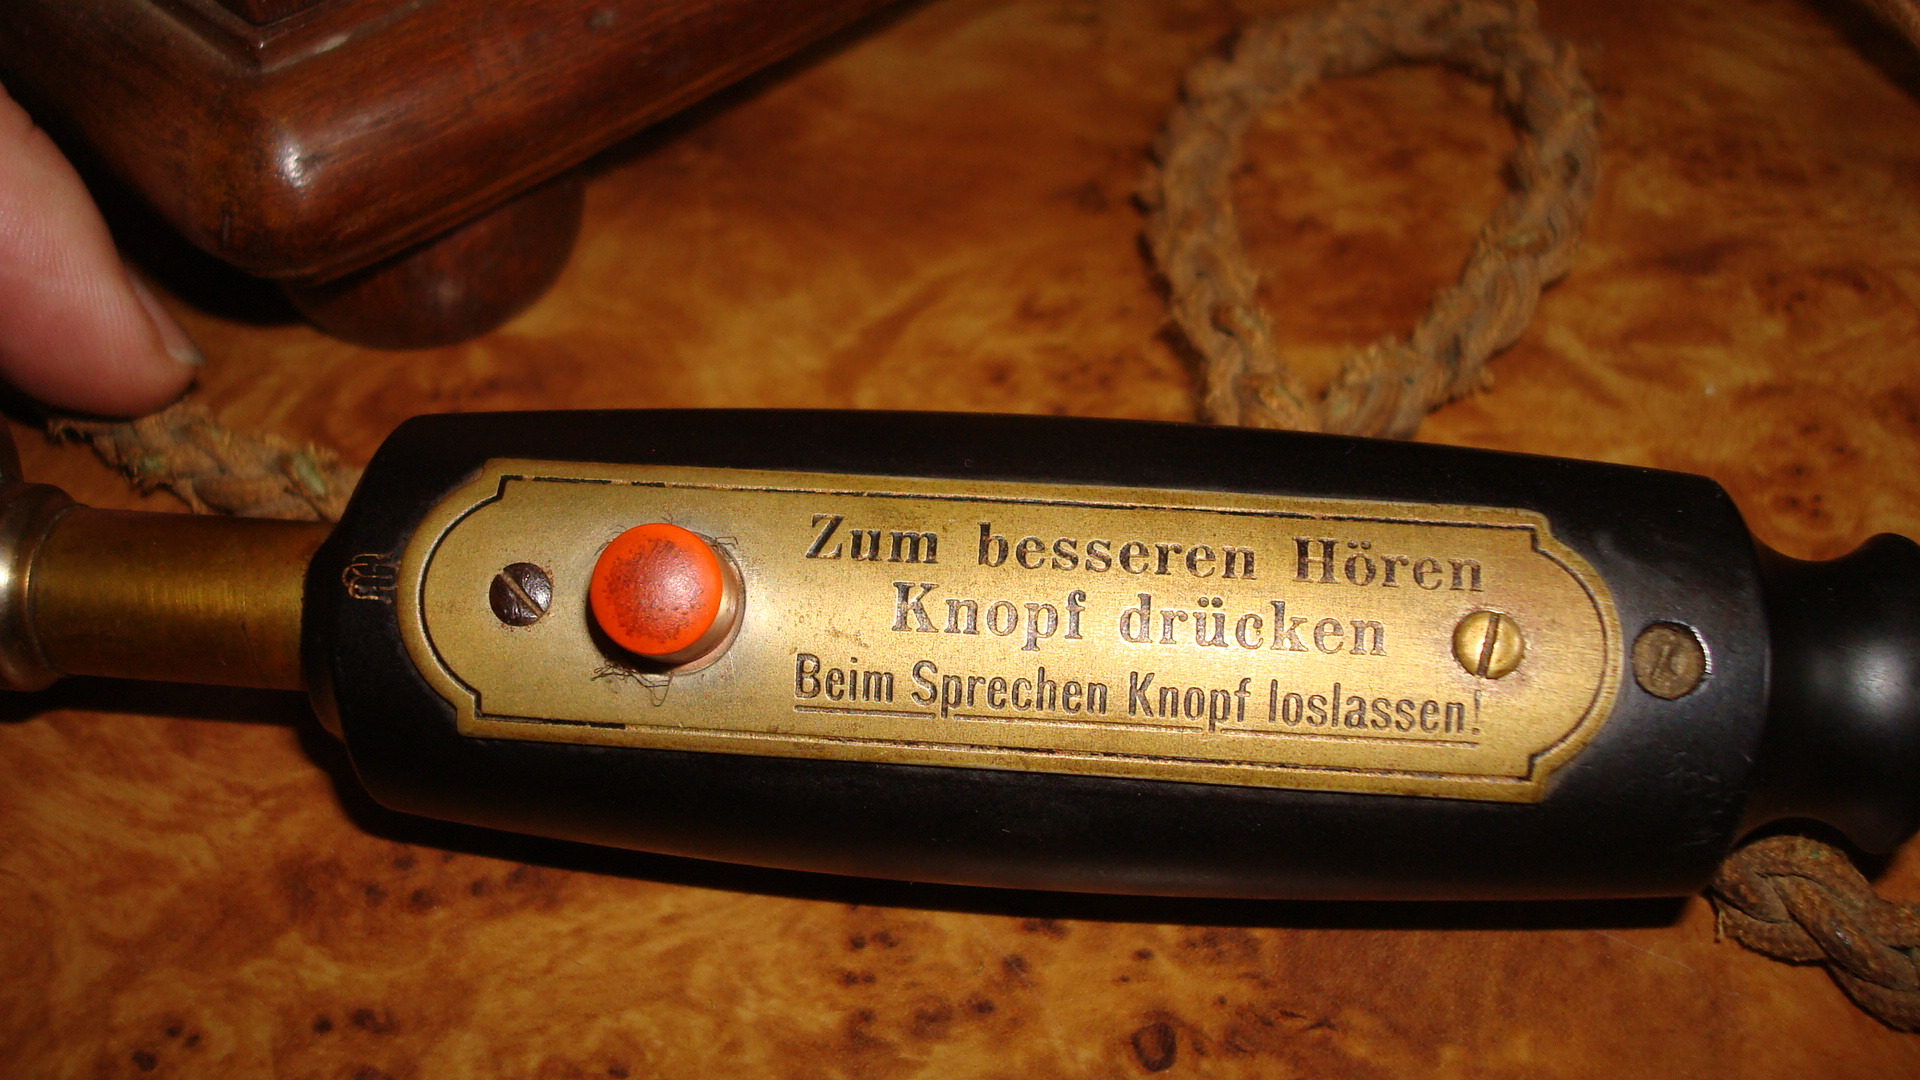 Zum besseren Hören
Knopf drücken
Beim Sprechen Knopf loslassen!